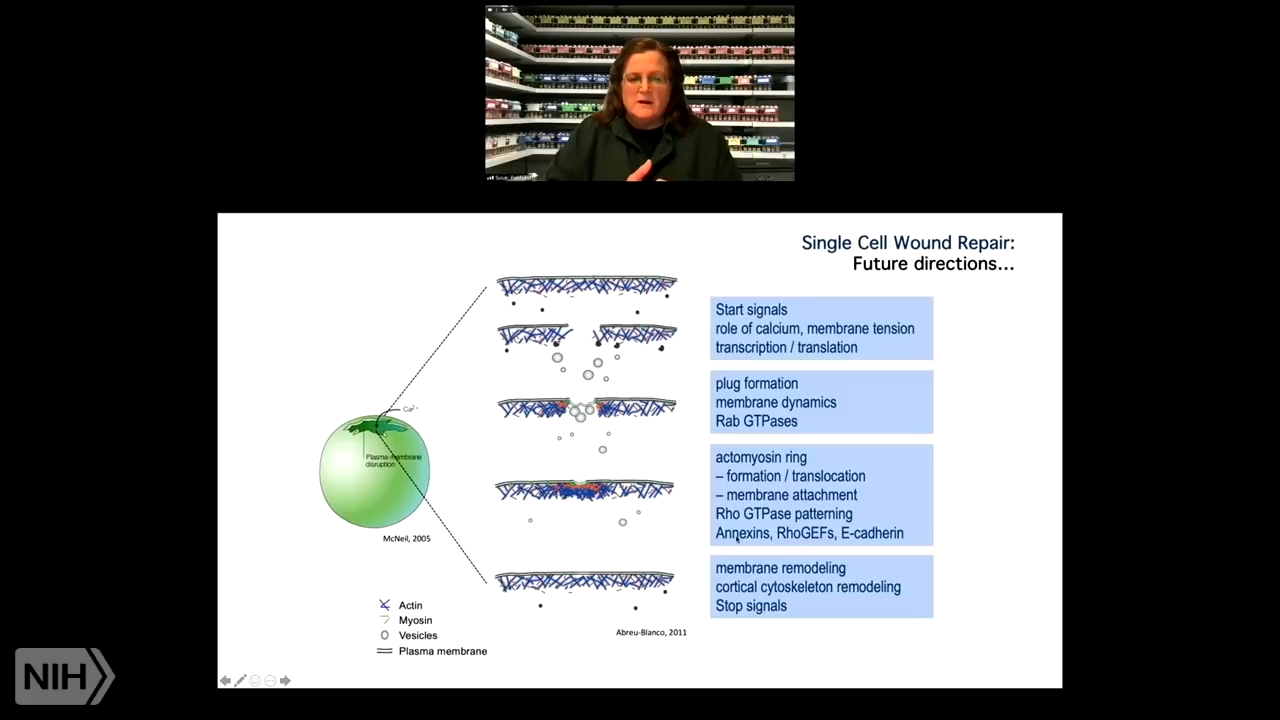 Single Cell Wound Repair:
Future directions...
Start signals
role of calcium, membrane tension
transcription / translation
plug formation
membrane dynamics
Rab GTPases
actomyosin ring
– formation / translocation
– membrane attachment
Rho GTPase patterning
Annexins, RhoGEFs, E-cadherin
membrane remodeling
cortical cytoskeleton remodeling
Stop signals
Ca2+
Plasma-membrane
disruption
McNeil, 2005
Actin
Myosin
Vesicles
Plasma membrane
Abreu-Blanco, 2011
NIH